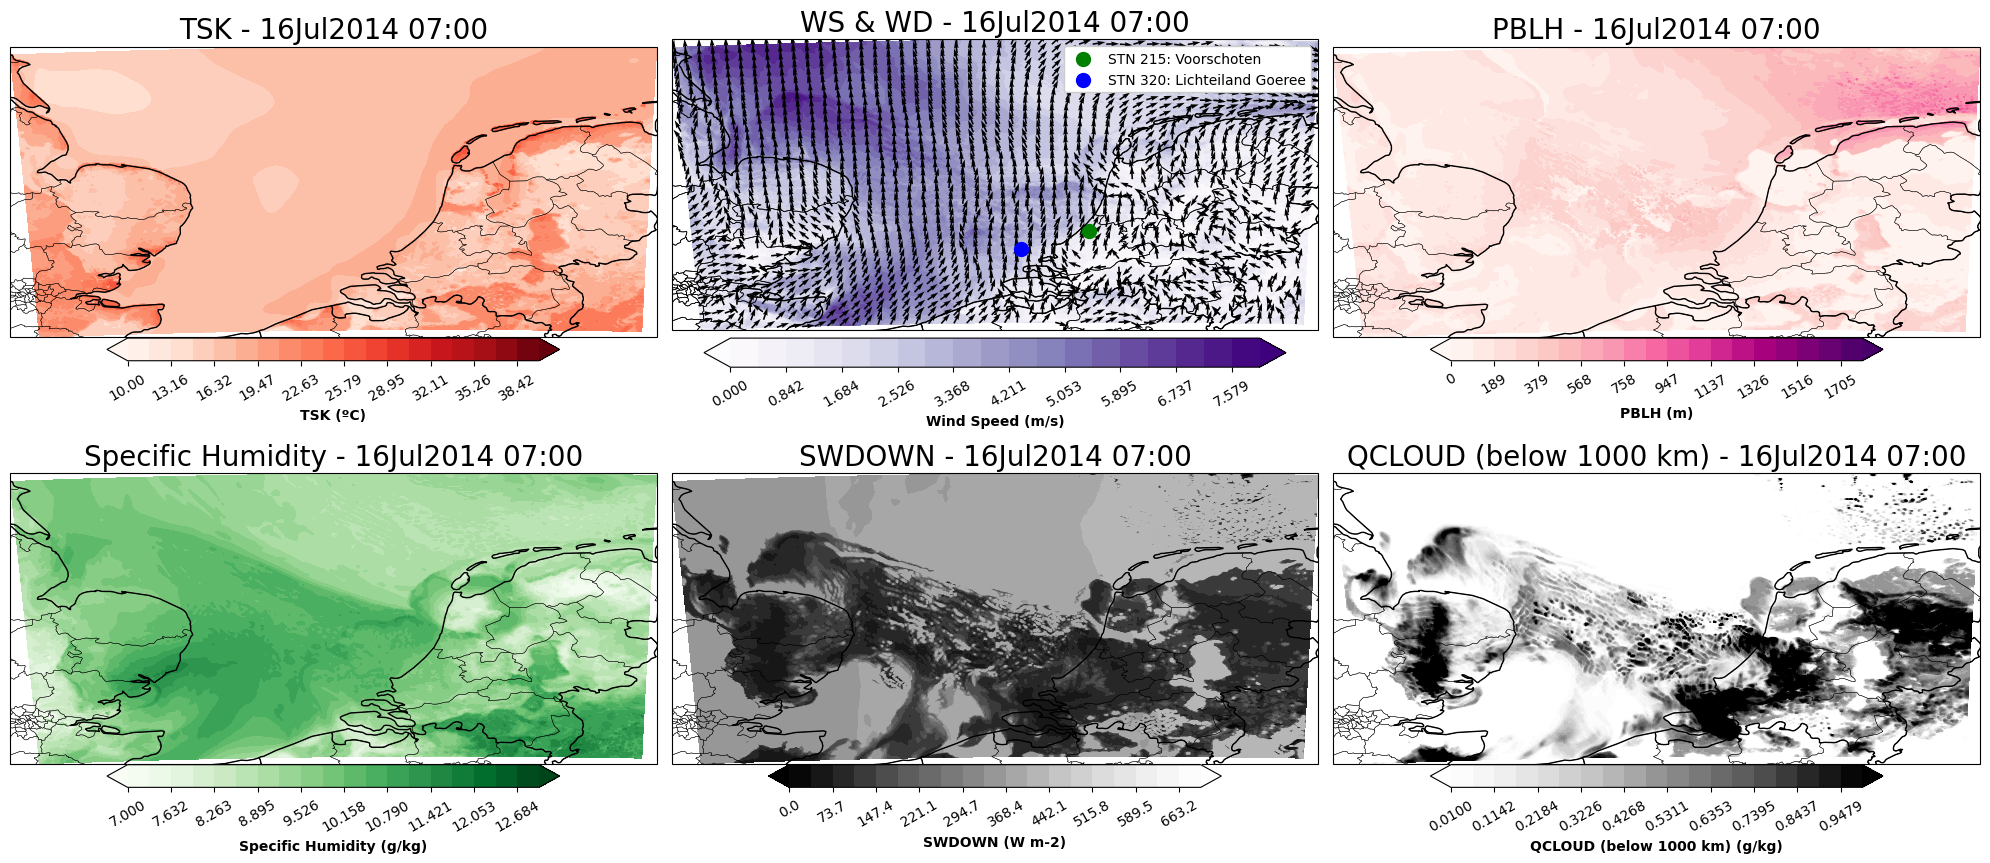 TSK - 16Jul2014 07:00
10.00 13.16 16.32 19.47 22.63 25.79 28.95 32.11 35.26 38.42
TSK (ºC)
WS & WD - 16Jul2014 07:00
STN 215: Voorschoten
STN 320: Lichteiland Goeree
0.000 0.842 1.684 2.526 3.368 4.211 5.053 5.895 6.737 7.579
Wind Speed (m/s)
PBLH - 16Jul2014 07:00
0 189 379 568 758 947 1137 1326 1516 1705
PBLH (m)
Specific Humidity - 16Jul2014 07:00
7.000 7.632 8.263 8.895 9.526 10.158 10.790 11.421 12.053 12.684
Specific Humidity (g/kg)
SWDOWN - 16Jul2014 07:00
0.0 73.7 147.4 221.1 294.7 368.4 442.1 515.8 589.5 663.2
SWDOWN (W m-2)
QCLOUD (below 1000 km) - 16Jul2014 07:00
0.0100 0.1142 0.2184 0.3226 0.4268 0.5311 0.6353 0.7395 0.8437 0.9479
QCLOUD (below 1000 km) (g/kg)